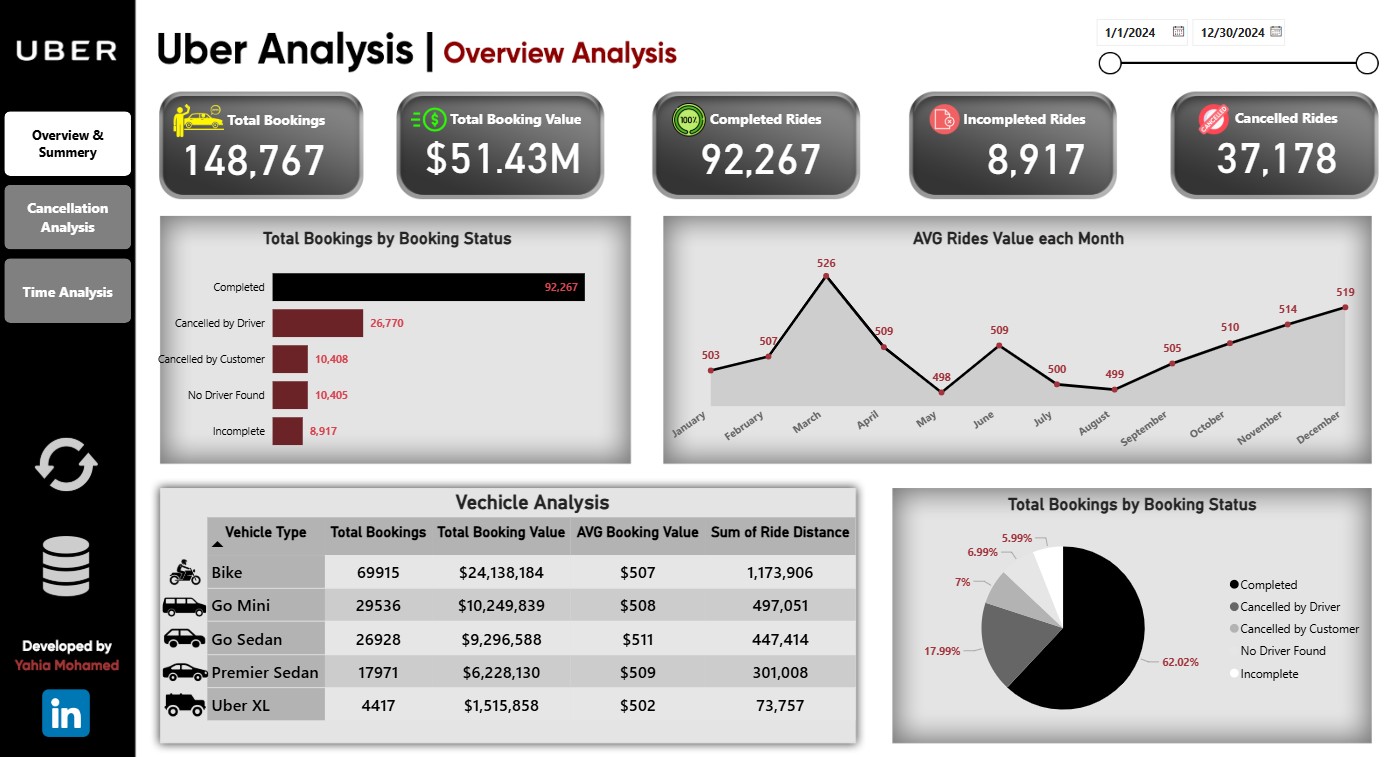 UBER
Overview &
Summery
Cancellation
Analysis
Time Analysis
Developed by
Yahia Mohamed
in
Uber Analysis | Overview Analysis
1/1/2024 12/30/2024
Total Bookings
148,767
Total Booking Value
$51.43M
100%
Completed Rides
92,267
Incompleted Rides
8,917
CANCELLED
Cancelled Rides
37,178
Total Bookings by Booking Status
Completed 92,267
Cancelled by Driver 26,770
Cancelled by Customer 10,408
No Driver Found 10,405
Incomplete 8,917
AVG Rides Value each Month
503 507 526 509 498 509 500 499 505 510 514 519
January February March April May June July August September October November December
Vechicle Analysis
Vehicle Type Total Bookings Total Booking Value AVG Booking Value Sum of Ride Distance
Bike 69915 $24,138,184 $507 1,173,906
Go Mini 29536 $10,249,839 $508 497,051
Go Sedan 26928 $9,296,588 $511 447,414
Premier Sedan 17971 $6,228,130 $509 301,008
Uber XL 4417 $1,515,858 $502 73,757
Total Bookings by Booking Status
5.99%
6.99%
7%
17.99%
62.02%
Completed
Cancelled by Driver
Cancelled by Customer
No Driver Found
Incomplete